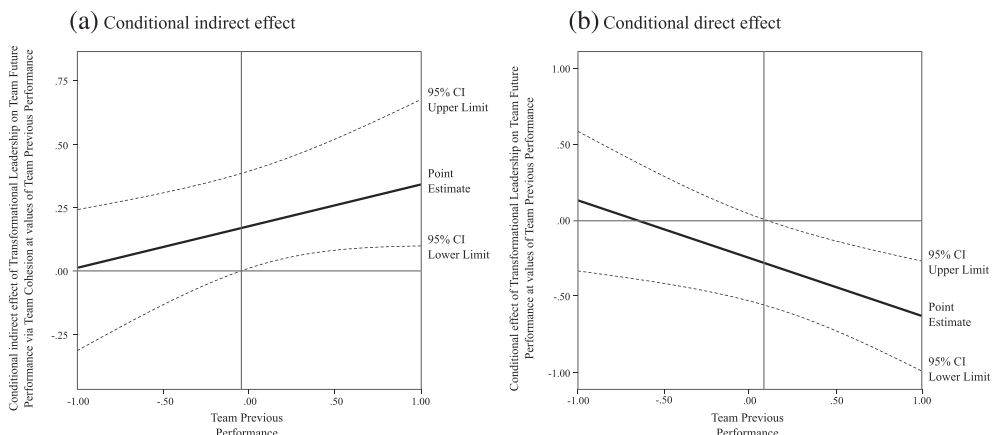 (a) Conditional indirect effect
Conditional indirect effect of Transformational Leadership on Team Future
Performance via Team Cohesion at values of Team Previous Performance
.75
.50
.25
.00
-.25
95% CI
Upper Limit
Point
Estimate
95% CI
Lower Limit
-1.00
-.50
.00
.50
1.00
Team Previous
Performance
(b) Conditional direct effect
Conditional effect of Transformational Leadership on Team Future
Performance at values of Team Previous Performance
1.00
.50
.00
-.50
-1.00
95% CI
Upper Limit
Point
Estimate
95% CI
Lower Limit
-1.00
-.50
.00
.50
1.00
Team Previous
Performance